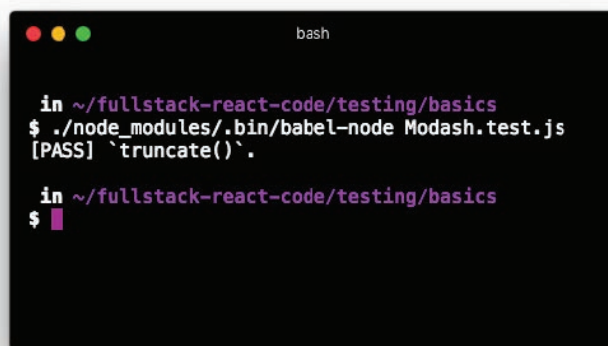 bash
in ~/fullstack-react-code/testing/basics
$ ./node_modules/.bin/babel-node Modash.test.js
[PASS] `truncate()`.
in ~/fullstack-react-code/testing/basics
$